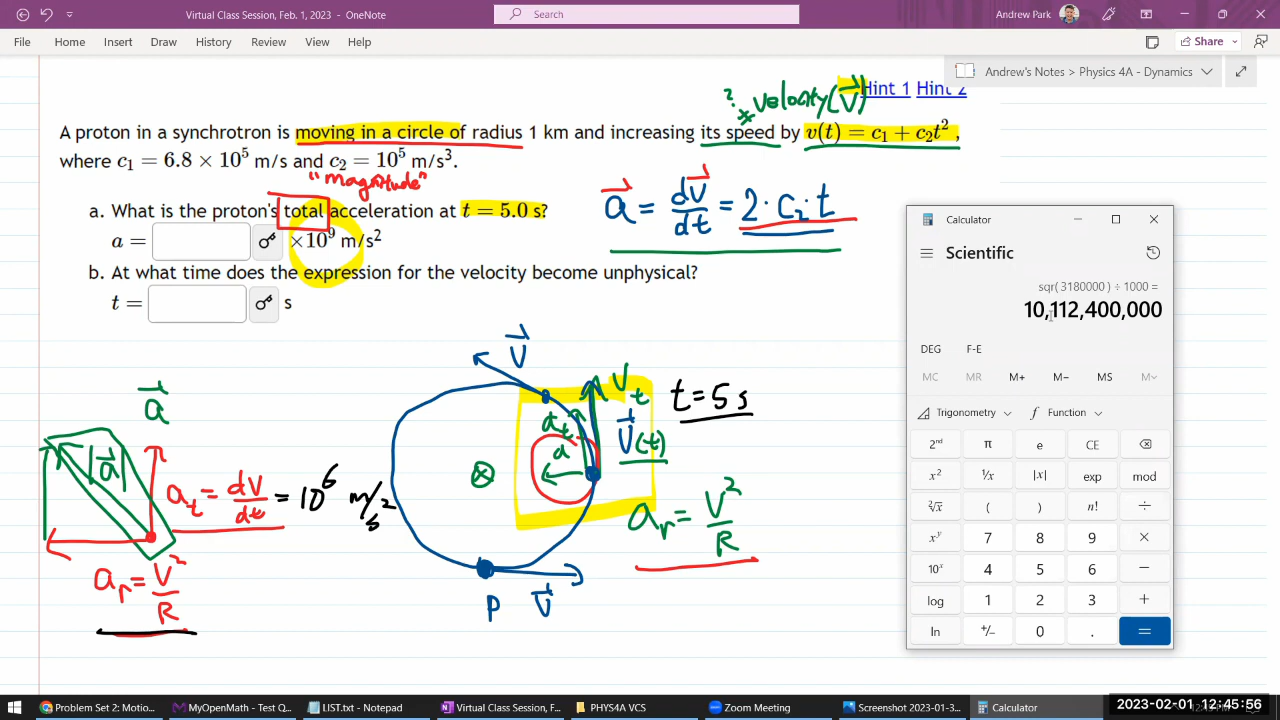 Virtual Class Session, Feb. 1, 2023 - OneNote
Search
Andrew Park
File Home Insert Draw History Review View Help
Share
Andrew's Notes > Physics 4A - Dynamics
Hint 1 Hint 2
? * velocity(v⃗)
A proton in a synchrotron is moving in a circle of radius 1 km and increasing its speed by v(t) = c₁ + c₂t²,
where c₁ = 6.8 × 10⁵ m/s and c₂ = 10⁵ m/s³.
"magnitude"
a. What is the proton's total acceleration at t = 5.0 s?
a = ×10⁹ m/s²
b. At what time does the expression for the velocity become unphysical?
t = s
a⃗ = dv⃗/dt = 2·c₂·t
v⃗
v_t
t = 5 s
a_t
v⃗(t)
a
⊗
a_r = v²/R
P v⃗
a⃗
|a⃗|
a_t = dv/dt = 10⁶ m/s²
a_r = v²/R
Calculator
Scientific
sqr( 3180000 ) ÷ 1000 =
10,112,400,000
DEG F-E
MC MR M+ M− MS M˅
Trigonometry f Function
2ⁿᵈ π e CE
x² ¹/x |x| exp mod
²√x ( ) n! ÷
xʸ 7 8 9 ×
10ˣ 4 5 6 −
log 1 2 3 +
ln +/− 0 . =
Problem Set 2: Motio...
MyOpenMath - Test Q...
LIST.txt - Notepad
Virtual Class Session,...
PHYS4A VCS
Zoom Meeting
Screenshot 2023-01-3...
Calculator
2023-02-01 12:45:56